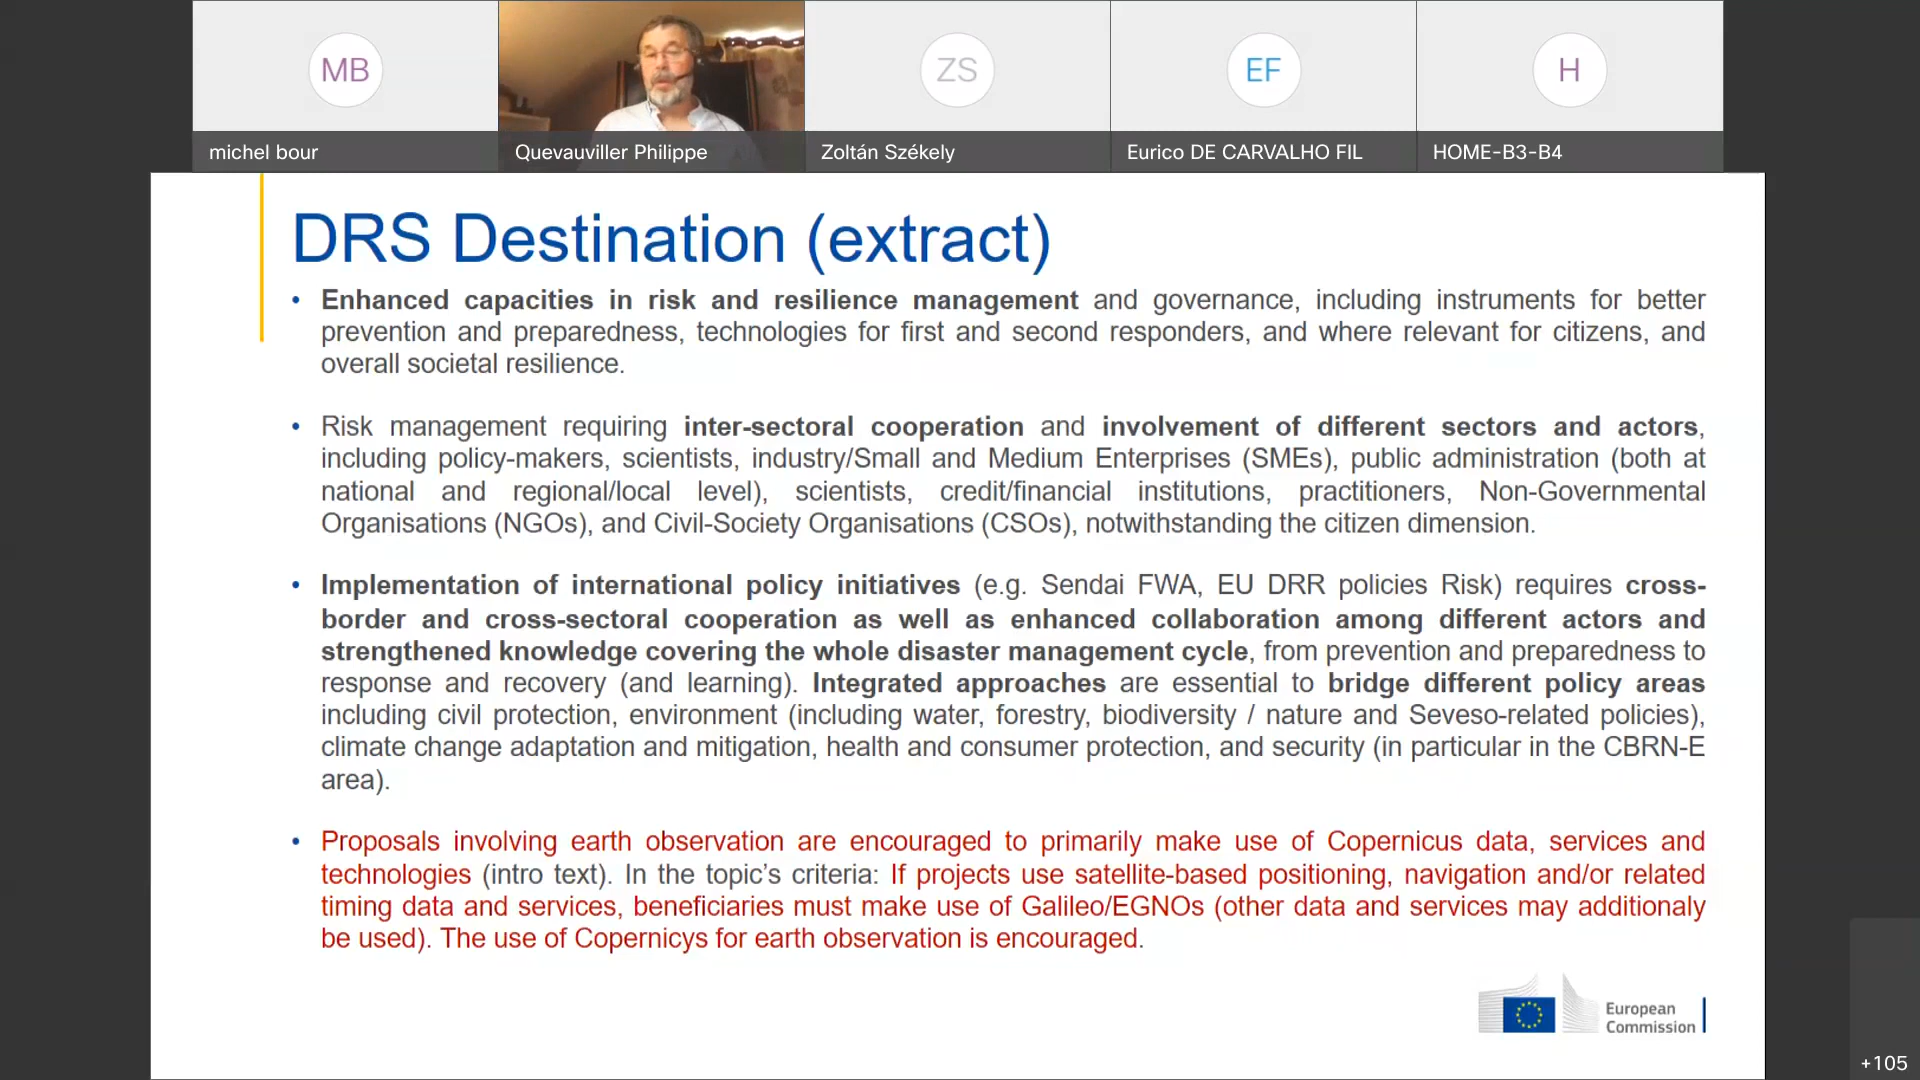 MB
ZS
EF
H
michel bour
Quevauviller Philippe
Zoltán Székely
Eurico DE CARVALHO FIL
HOME-B3-B4
DRS Destination (extract)
• Enhanced capacities in risk and resilience management and governance, including instruments for better
prevention and preparedness, technologies for first and second responders, and where relevant for citizens, and
overall societal resilience.
• Risk management requiring inter-sectoral cooperation and involvement of different sectors and actors,
including policy-makers, scientists, industry/Small and Medium Enterprises (SMEs), public administration (both at
national and regional/local level), scientists, credit/financial institutions, practitioners, Non-Governmental
Organisations (NGOs), and Civil-Society Organisations (CSOs), notwithstanding the citizen dimension.
• Implementation of international policy initiatives (e.g. Sendai FWA, EU DRR policies Risk) requires cross-
border and cross-sectoral cooperation as well as enhanced collaboration among different actors and
strengthened knowledge covering the whole disaster management cycle, from prevention and preparedness to
response and recovery (and learning). Integrated approaches are essential to bridge different policy areas
including civil protection, environment (including water, forestry, biodiversity / nature and Seveso-related policies),
climate change adaptation and mitigation, health and consumer protection, and security (in particular in the CBRN-E
area).
• Proposals involving earth observation are encouraged to primarily make use of Copernicus data, services and
technologies (intro text). In the topic’s criteria: If projects use satellite-based positioning, navigation and/or related
timing data and services, beneficiaries must make use of Galileo/EGNOs (other data and services may additionaly
be used). The use of Copernicys for earth observation is encouraged.
European
Commission
+105